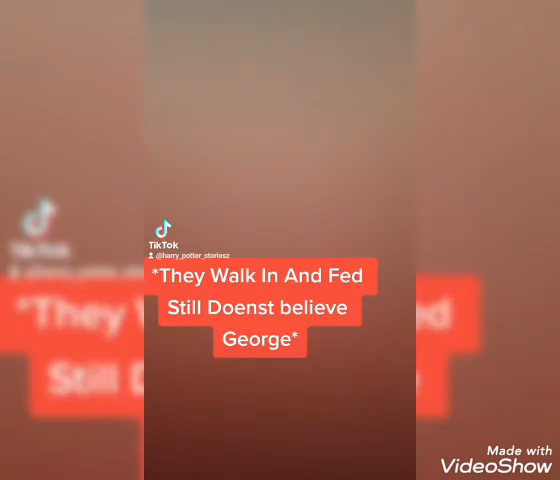 TikTok
@harry_potter_storiesz
*They Walk In And Fed
Still Doenst believe
George*
Made with
VideoShow